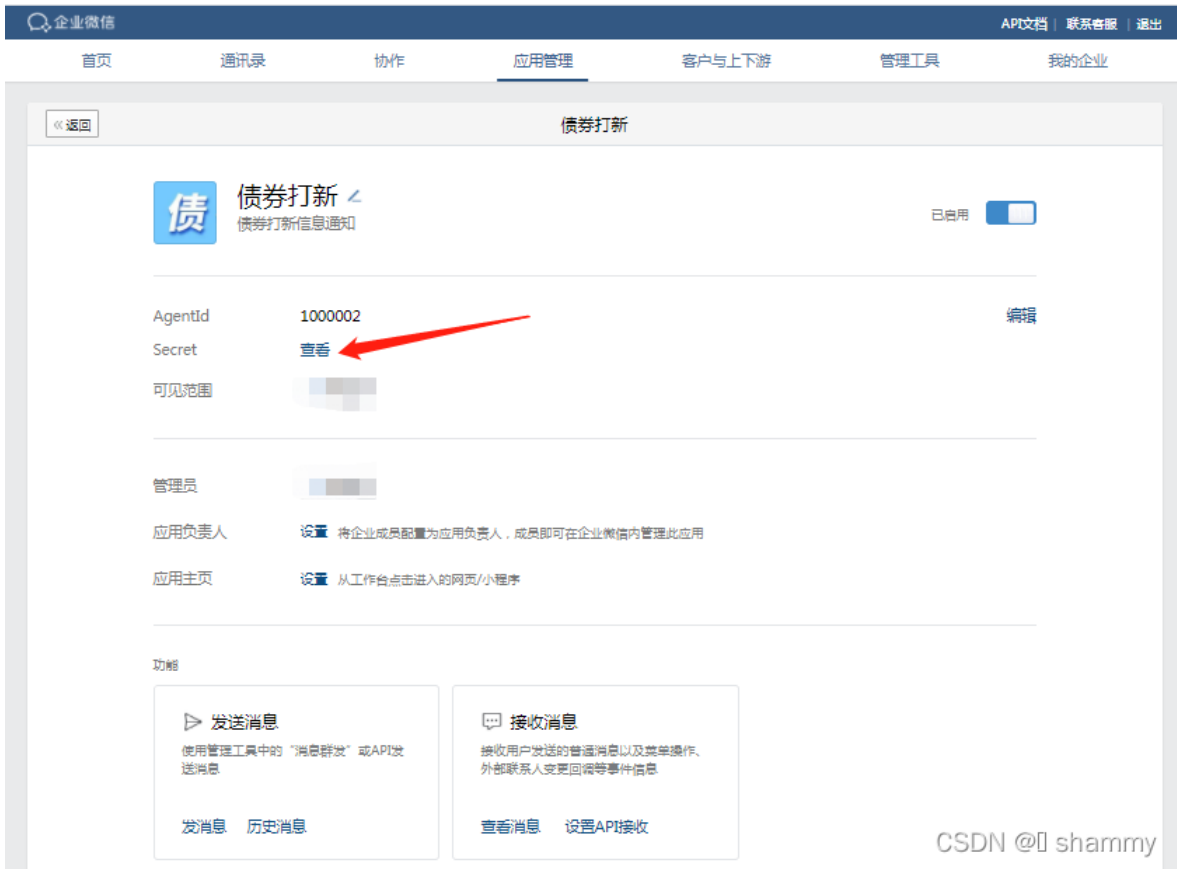 企业微信
API文档 | 联系客服 | 退出
首页 通讯录 协作 应用管理 客户与上下游 管理工具 我的企业
«返回 债券打新
债
债券打新
债券打新信息通知
已启用
AgentId 1000002 编辑
Secret 查看
可见范围
管理员
应用负责人 设置 将企业成员配置为应用负责人，成员即可在企业微信内管理此应用
应用主页 设置 从工作台点击进入的网页/小程序
功能
发送消息
使用管理工具中的“消息群发”或API发
送消息
发消息 历史消息
接收消息
接收用户发送的普通消息以及菜单操作、
外部联系人变更回调等事件信息
查看消息 设置API接收
CSDN @▯ shammy